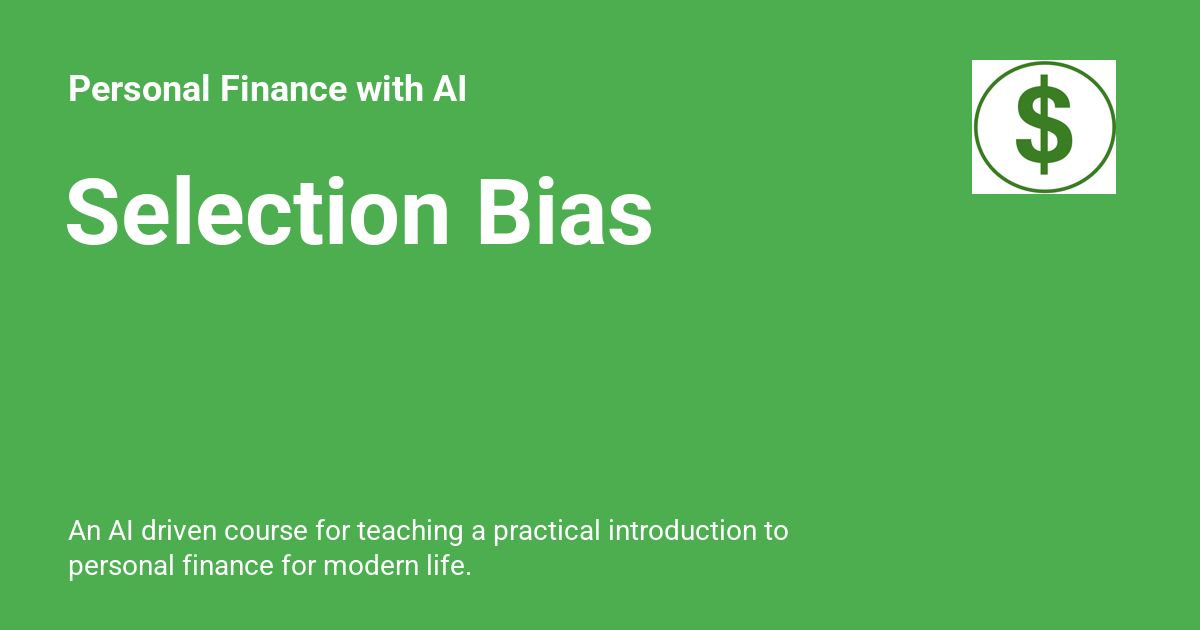 Personal Finance with AI
$
Selection Bias
An AI driven course for teaching a practical introduction to
personal finance for modern life.